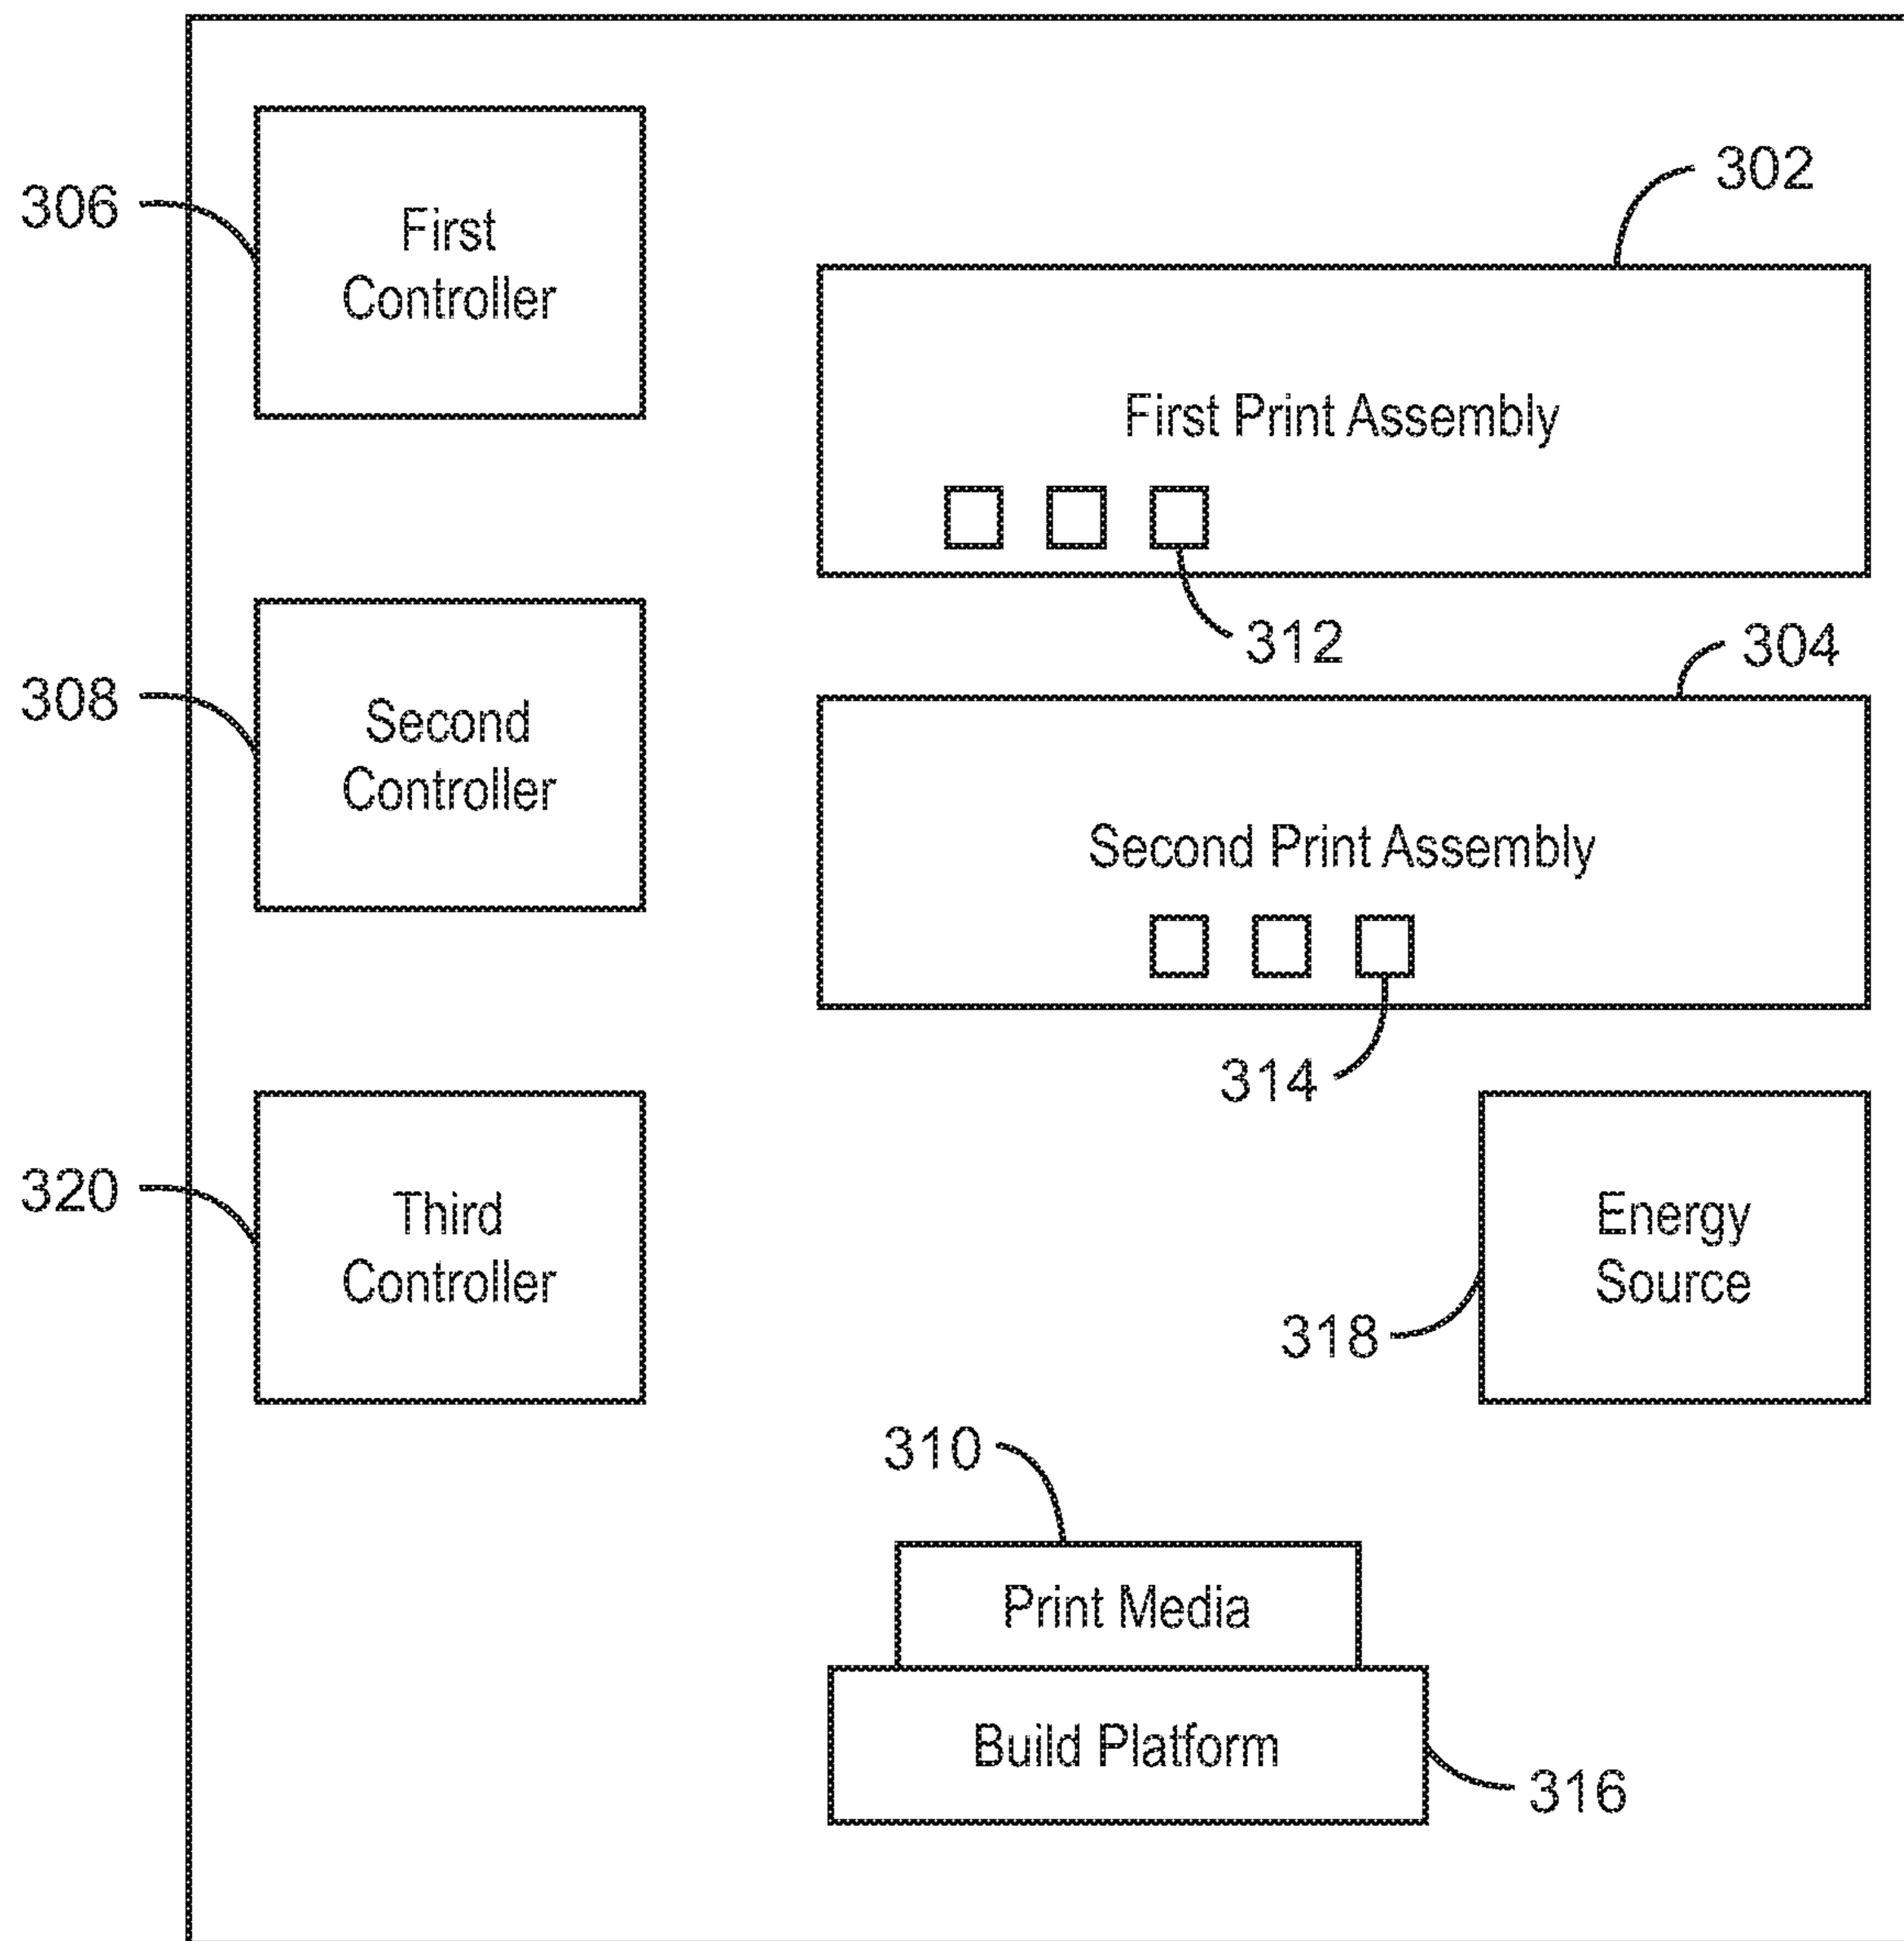 302
306
First
Controller
First Print Assembly
312
304
308
Second
Controller
Second Print Assembly
314
320
Third
Controller
Energy
Source
318
310
Print Media
Build Platform
316